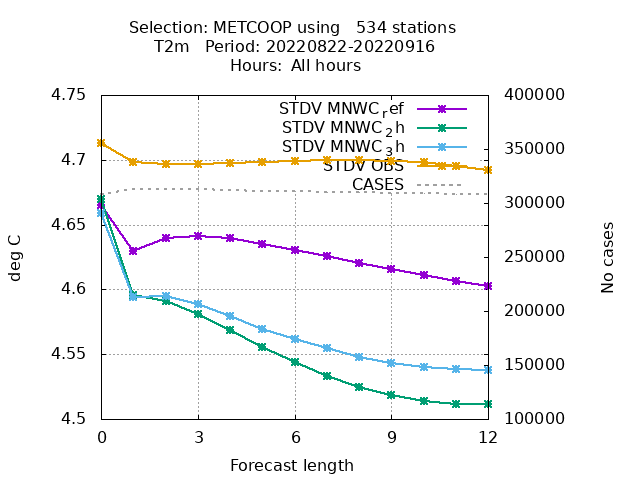 Selection: METCOOP using   534 stations
T2m   Period: 20220822-20220916
Hours:  All hours
4.75
4.7
4.65
4.6
4.55
4.5
400000
350000
300000
250000
200000
150000
100000
STDV MNWC_ref
STDV MNWC_2h
STDV MNWC_3h
STDV OBS
CASES
deg C
No cases
0 3 6 9 12
Forecast length